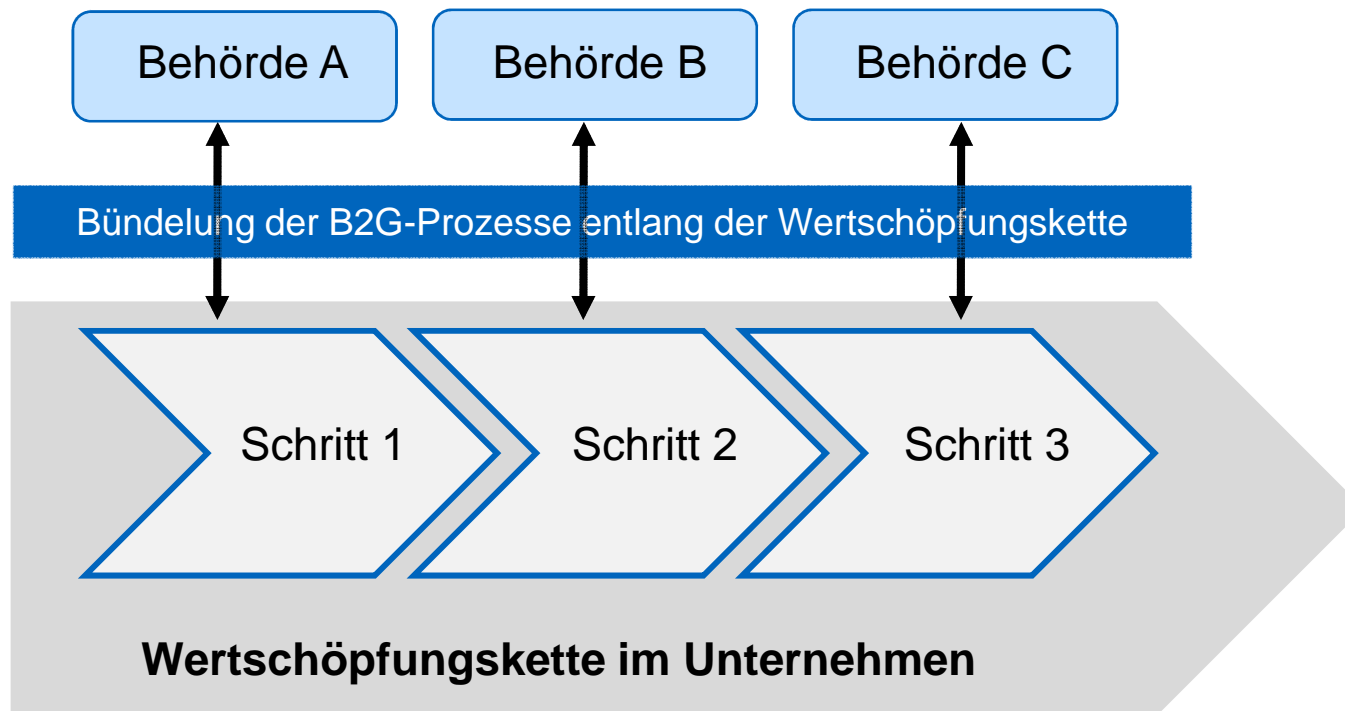 Behörde A
Behörde B
Behörde C
Bündelung der B2G-Prozesse entlang der Wertschöpfungskette
Schritt 1
Schritt 2
Schritt 3
Wertschöpfungskette im Unternehmen